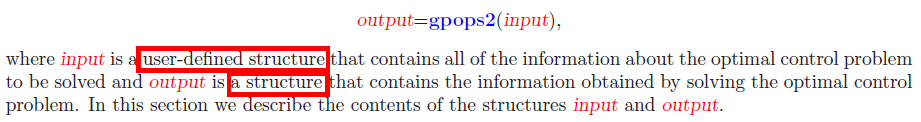 output=gpops2(input),
where input is a user-defined structure that contains all of the information about the optimal control problem
to be solved and output is a structure that contains the information obtained by solving the optimal control
problem. In this section we describe the contents of the structures input and output.